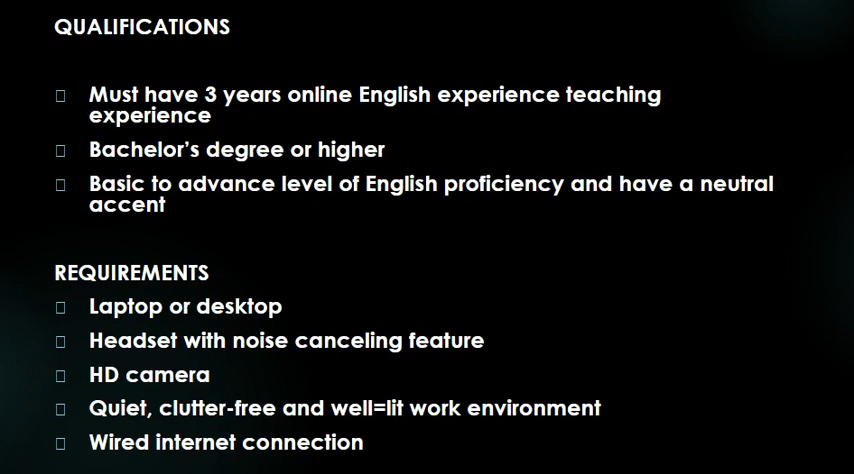 QUALIFICATIONS
Must have 3 years online English experience teaching
experience
Bachelor’s degree or higher
Basic to advance level of English proficiency and have a neutral
accent
REQUIREMENTS
Laptop or desktop
Headset with noise canceling feature
HD camera
Quiet, clutter-free and well=lit work environment
Wired internet connection